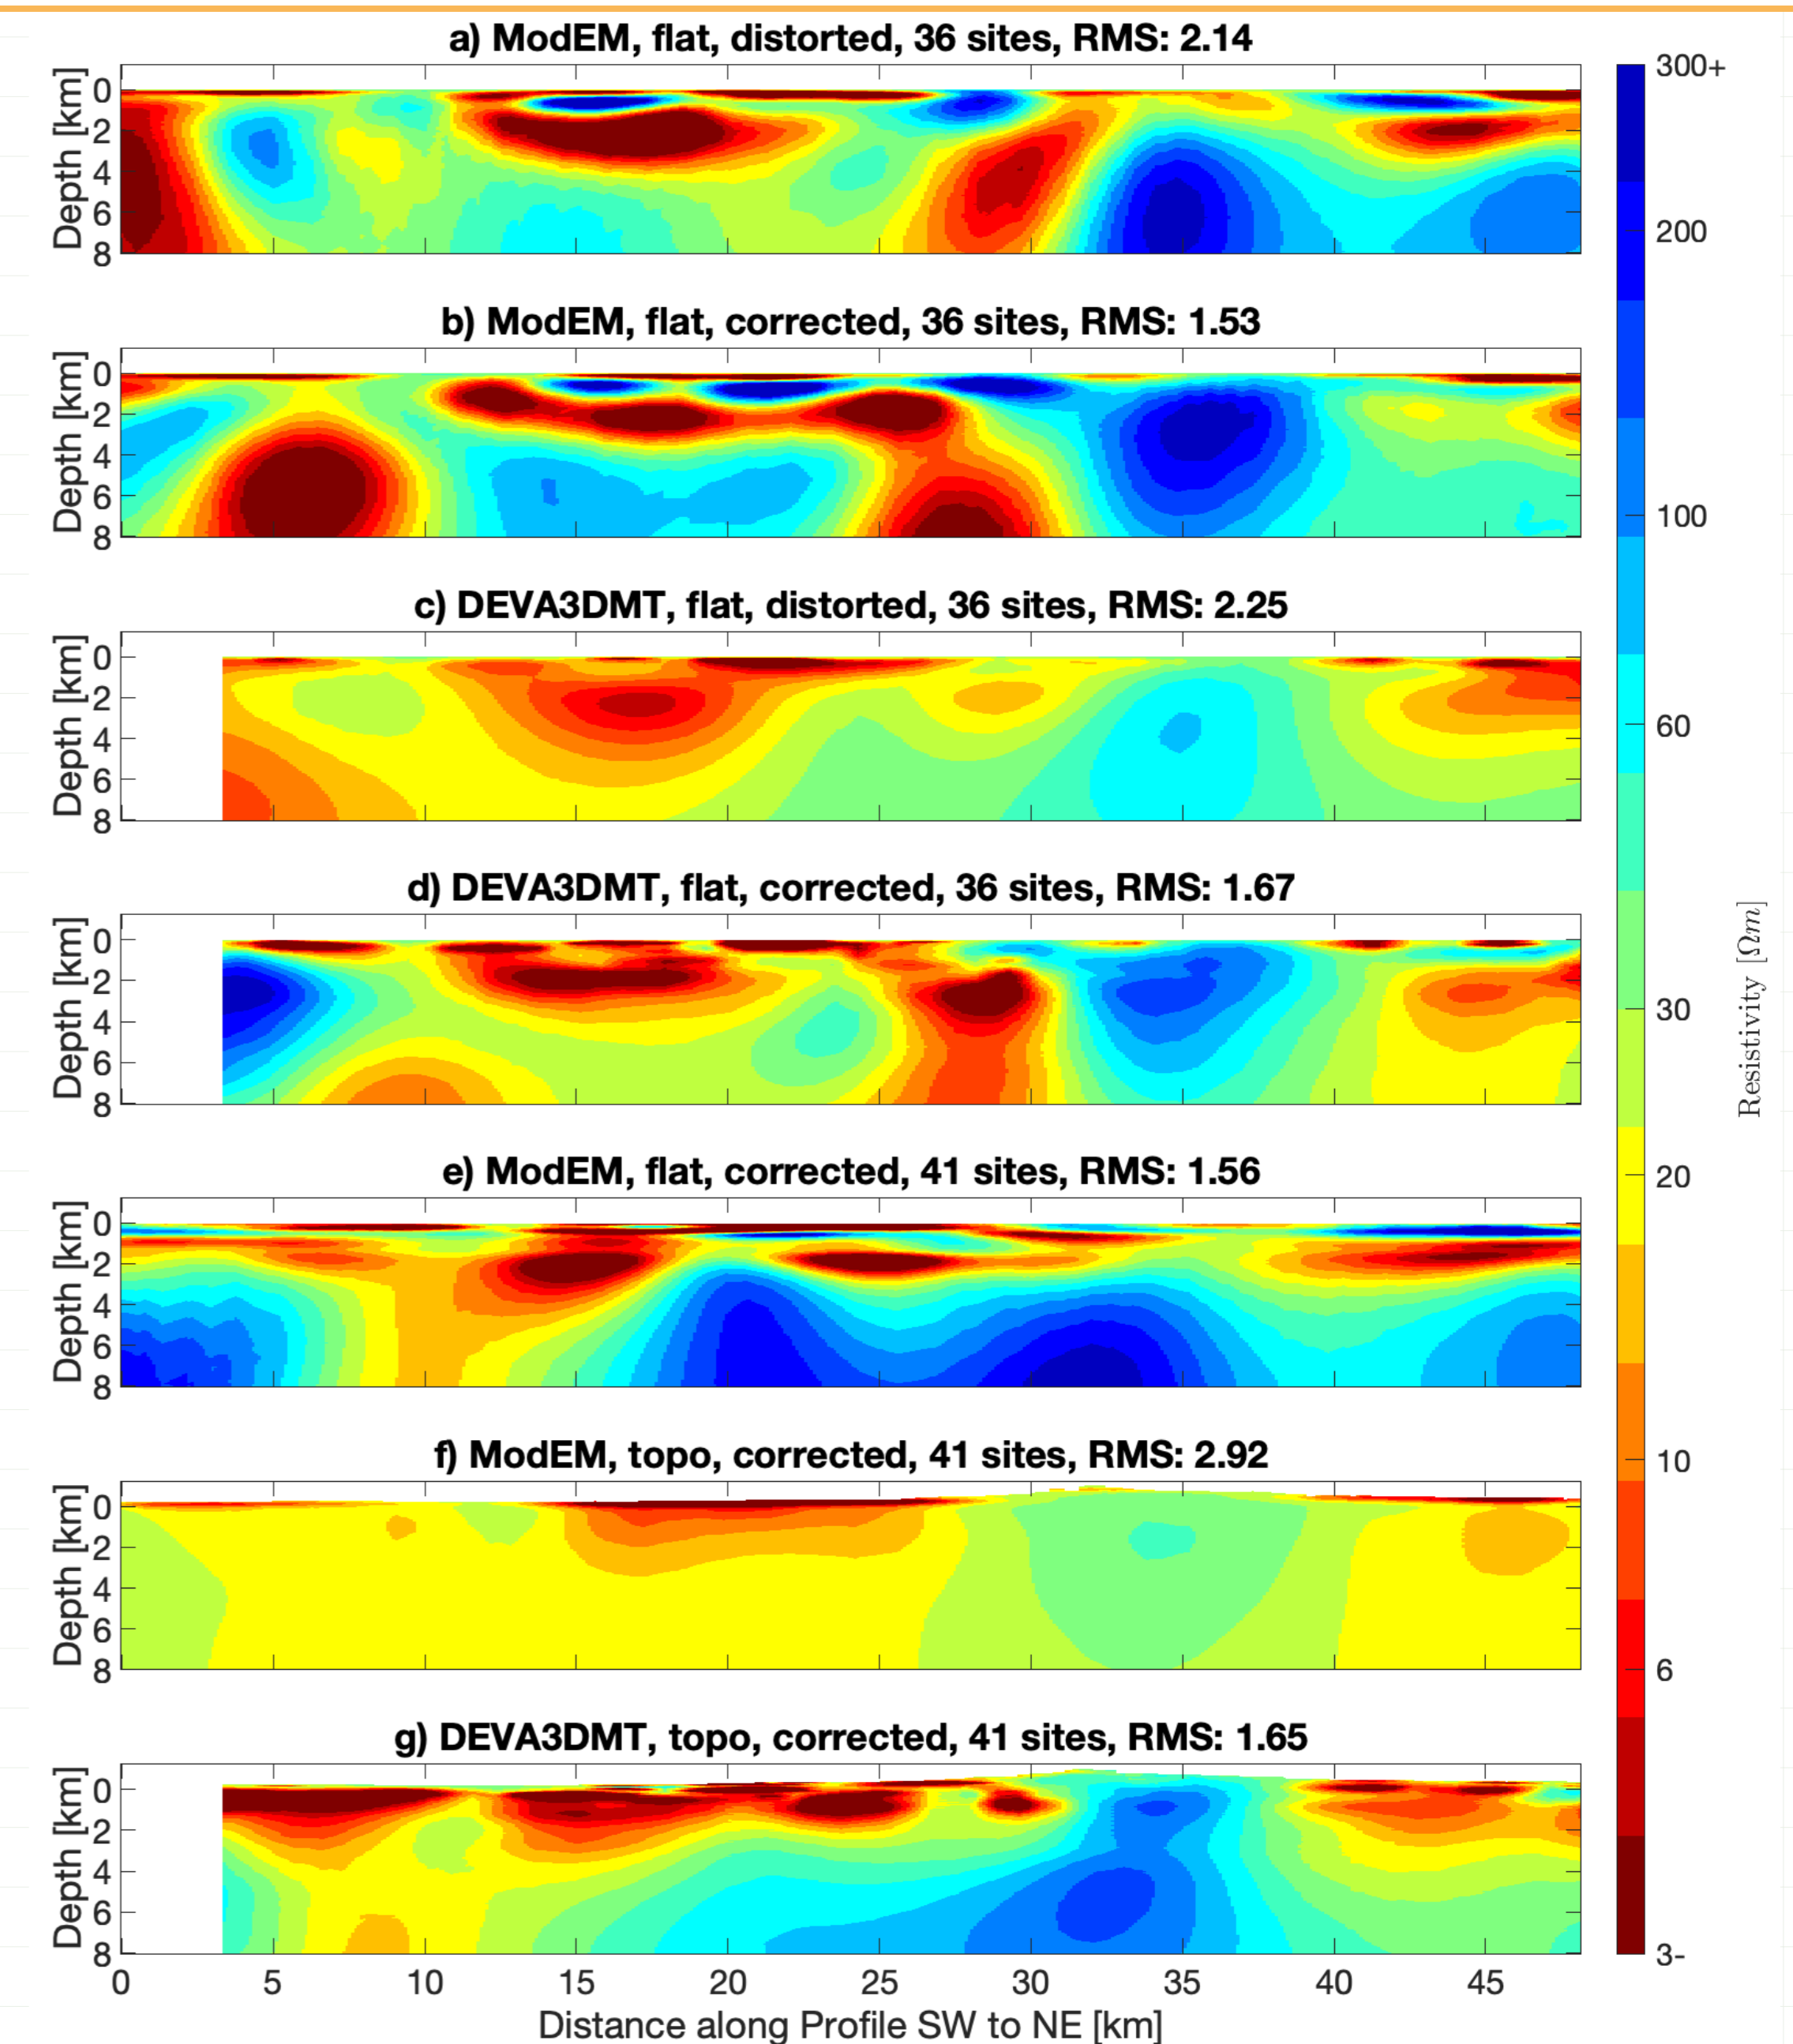 a) ModEM, flat, distorted, 36 sites, RMS: 2.14
Depth [km]
0
2
4
6
8
b) ModEM, flat, corrected, 36 sites, RMS: 1.53
Depth [km]
0
2
4
6
8
c) DEVA3DMT, flat, distorted, 36 sites, RMS: 2.25
Depth [km]
0
2
4
6
8
d) DEVA3DMT, flat, corrected, 36 sites, RMS: 1.67
Depth [km]
0
2
4
6
8
e) ModEM, flat, corrected, 41 sites, RMS: 1.56
Depth [km]
0
2
4
6
8
f) ModEM, topo, corrected, 41 sites, RMS: 2.92
Depth [km]
0
2
4
6
8
g) DEVA3DMT, topo, corrected, 41 sites, RMS: 1.65
Depth [km]
0
2
4
6
8
0 5 10 15 20 25 30 35 40 45
Distance along Profile SW to NE [km]
300+
200
100
60
30
20
10
6
3-
Resistivity [Ωm]